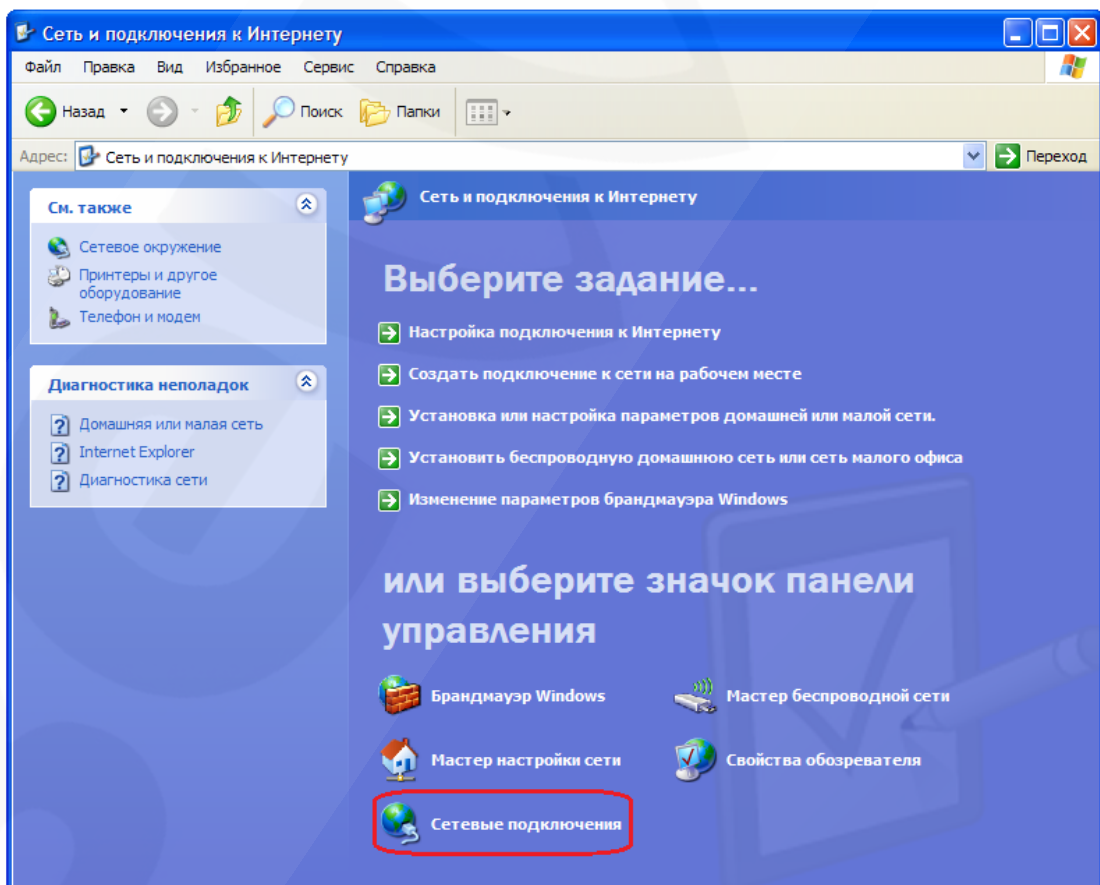 Сеть и подключения к Интернету
Файл Правка Вид Избранное Сервис Справка
Назад Поиск Папки
Адрес: Сеть и подключения к Интернету Переход
См. также
Сетевое окружение
Принтеры и другое
оборудование
Телефон и модем
Диагностика неполадок
Домашняя или малая сеть
Internet Explorer
Диагностика сети
Сеть и подключения к Интернету
Выберите задание...
Настройка подключения к Интернету
Создать подключение к сети на рабочем месте
Установка или настройка параметров домашней или малой сети.
Установить беспроводную домашнюю сеть или сеть малого офиса
Изменение параметров брандмауэра Windows
или выберите значок панели
управления
Брандмауэр Windows
Мастер беспроводной сети
Мастер настройки сети
Свойства обозревателя
Сетевые подключения